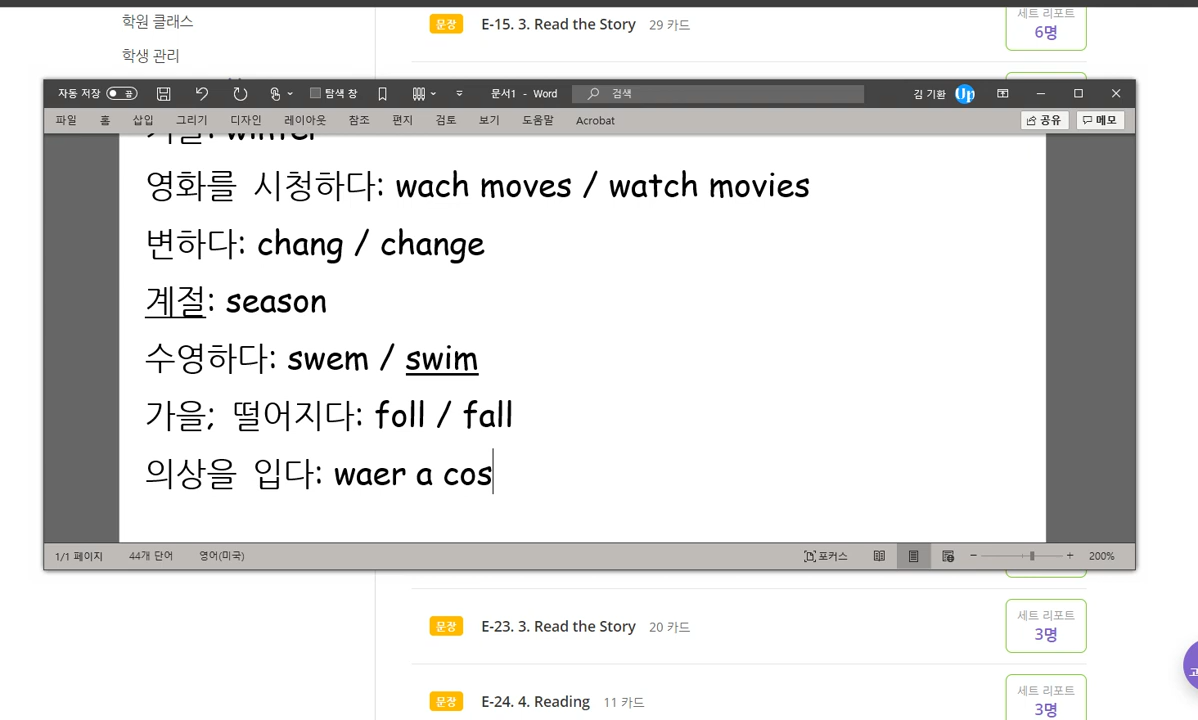 학원 클래스
학생 관리
문장 E-15. 3. Read the Story 29 카드
세트 리포트
6명
자동 저장
탐색 창
문서1 - Word
검색
김 기환
Up
파일 홈 삽입 그리기 디자인 레이아웃 참조 편지 검토 보기 도움말 Acrobat
공유
메모
winter
영화를 시청하다: wach moves / watch movies
변하다: chang / change
계절: season
수영하다: swem / swim
가을; 떨어지다: foll / fall
의상을 입다: waer a cos
1/1 페이지 44개 단어 영어(미국)
포커스
- + 200%
문장 E-23. 3. Read the Story 20 카드
세트 리포트
3명
문장 E-24. 4. Reading 11 카드
세트 리포트
3명